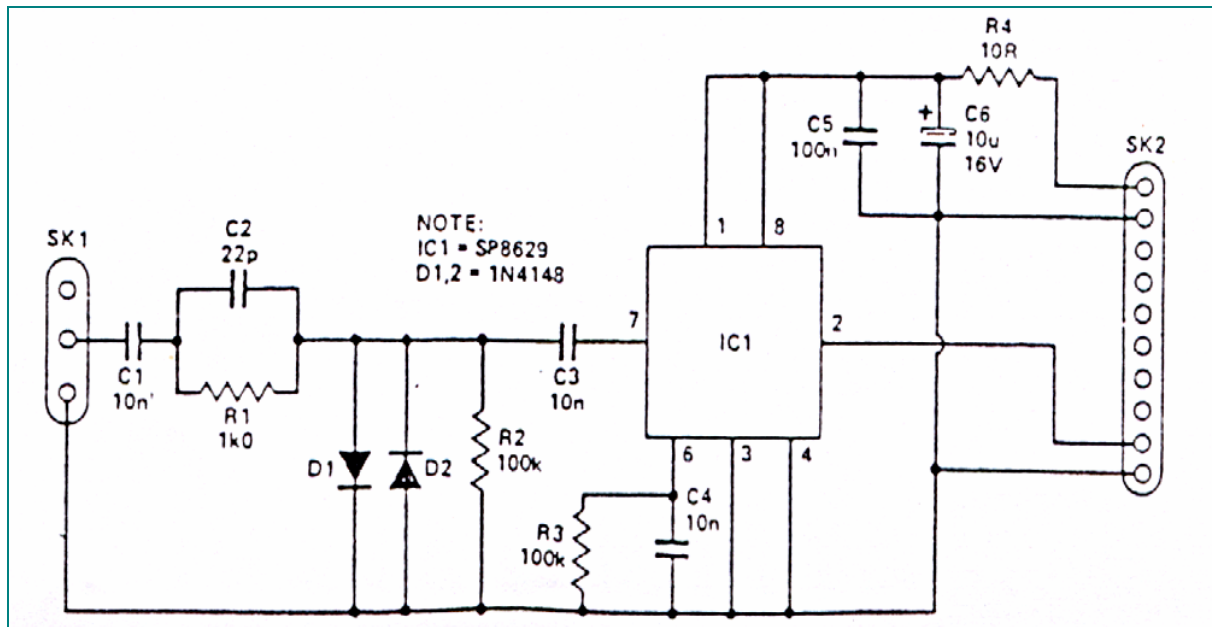 R4
10R
C5
100n
+
C6
10u
16V
SK2
SK1
C2
22p
NOTE:
IC1 = SP8629
D1,2 = 1N4148
1
8
7
2
IC1
C1
10n
R1
1k0
C3
10n
D1
D2
R2
100k
6
3
4
C4
10n
R3
100k